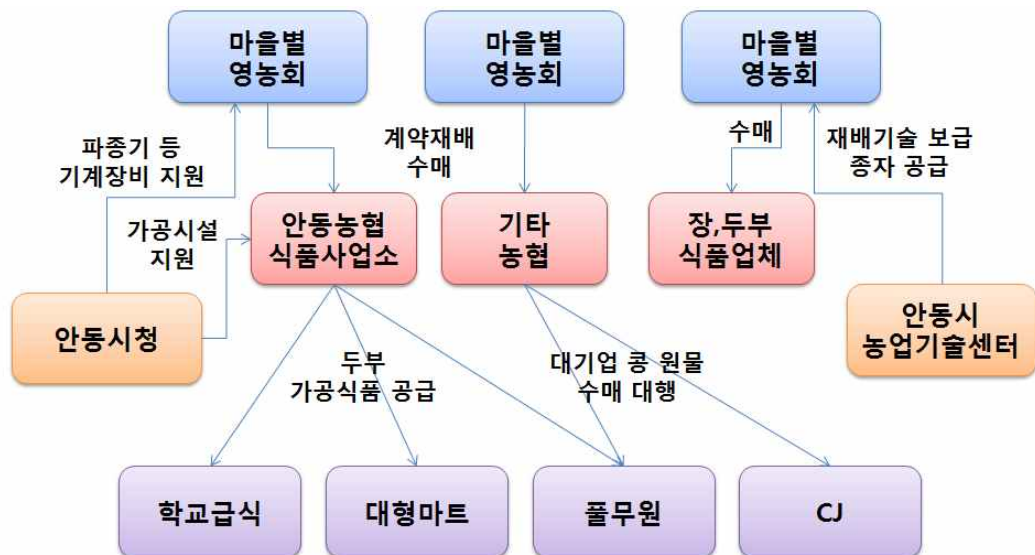 마을별
영농회
마을별
영농회
마을별
영농회
파종기 등
기계장비 지원
계약재배
수매
수매
재배기술 보급
종자 공급
가공시설
지원
안동농협
식품사업소
기타
농협
장,두부
식품업체
안동시청
안동시
농업기술센터
두부
가공식품 공급
대기업 콩 원물
수매 대행
학교급식
대형마트
풀무원
CJ